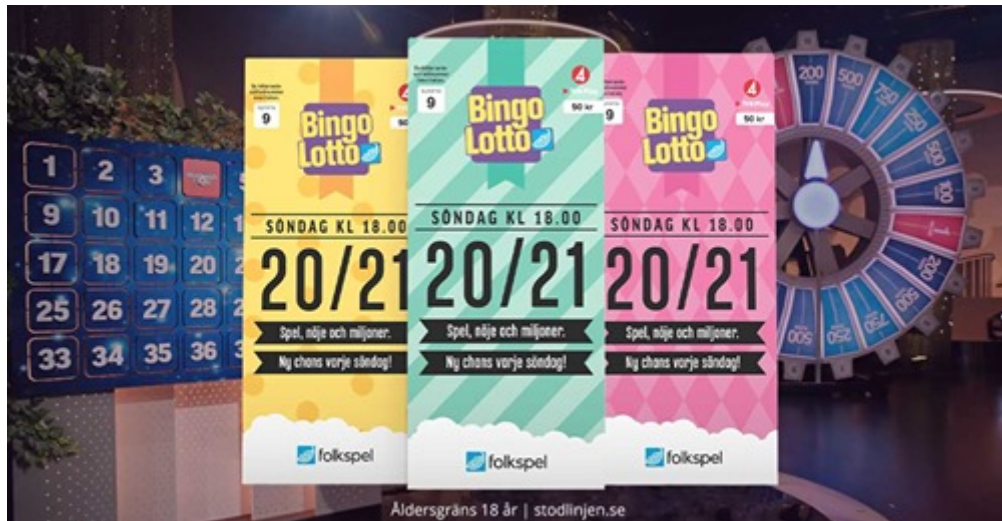 1 2 3
9 10 11 12
17 18 19 20
25 26 27 28
33 34 35 36
9
Bingo
Lotto
SÖNDAG KL 18.00
20/21
Spel, nöje och miljoner.
Ny chans varje söndag!
folkspel
9
4
50 kr
Bingo
Lotto
SÖNDAG KL 18.00
20/21
Spel, nöje och miljoner.
Ny chans varje söndag!
folkspel
9
4
50 kr
Bingo
Lotto
SÖNDAG KL 18.00
20/21
Spel, nöje och miljoner.
Ny chans varje söndag!
folkspel
200
500
750
250
500
100
200
500
750
250
500
Åldersgräns 18 år | stodlinjen.se